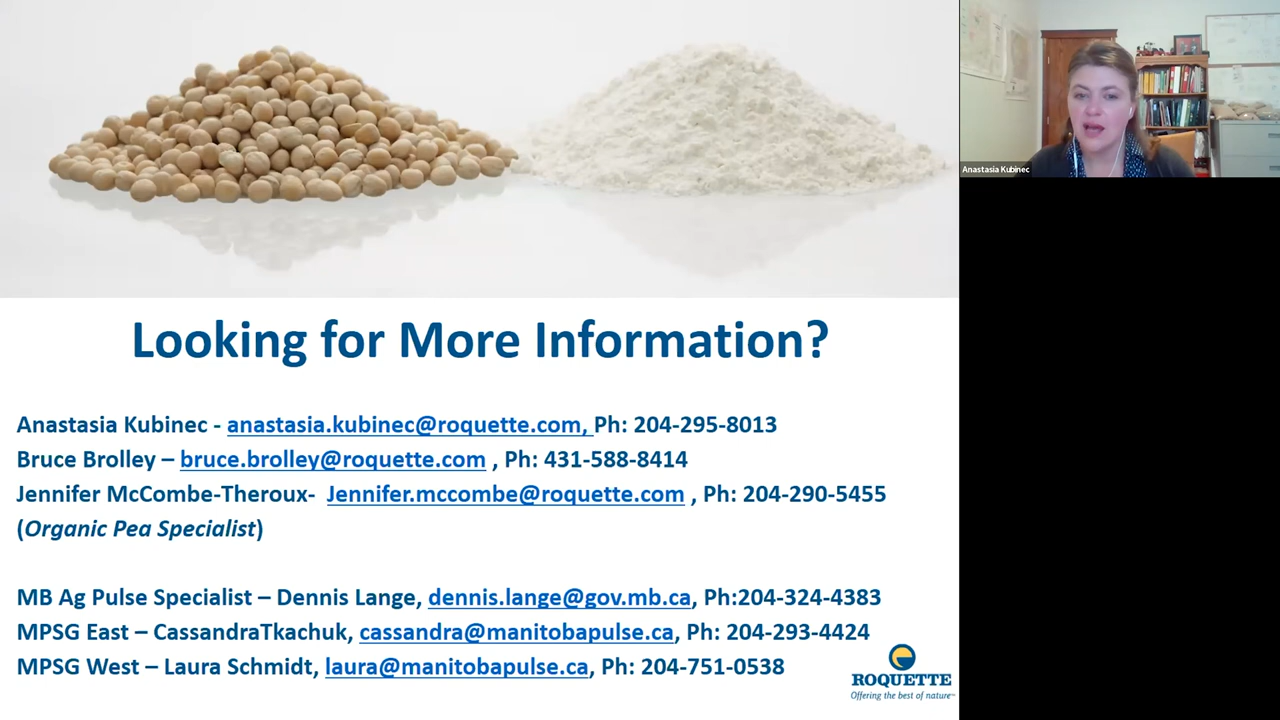 Looking for More Information?
Anastasia Kubinec - anastasia.kubinec@roquette.com, Ph: 204-295-8013
Bruce Brolley – bruce.brolley@roquette.com , Ph: 431-588-8414
Jennifer McCombe-Theroux- Jennifer.mccombe@roquette.com , Ph: 204-290-5455
(Organic Pea Specialist)
MB Ag Pulse Specialist – Dennis Lange, dennis.lange@gov.mb.ca, Ph:204-324-4383
MPSG East – CassandraTkachuk, cassandra@manitobapulse.ca, Ph: 204-293-4424
MPSG West – Laura Schmidt, laura@manitobapulse.ca, Ph: 204-751-0538
ROQUETTE
Offering the best of nature™
Anastasia Kubinec